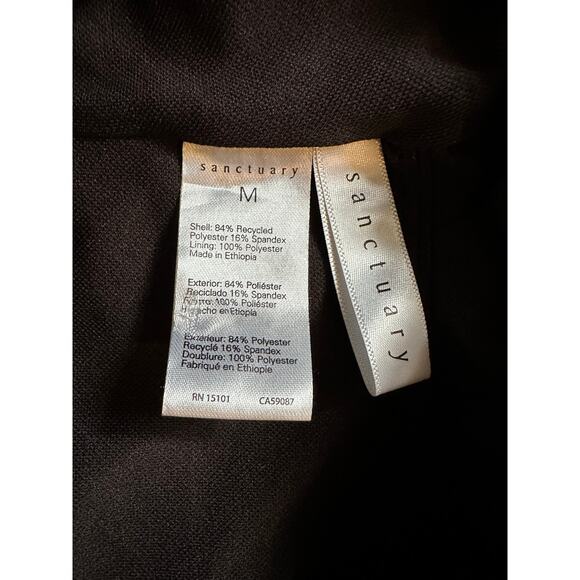 sanctuary
M
Shell: 84% Recycled
Polyester 16% Spandex
Lining: 100% Polyester
Made in Ethiopia
Exterior: 84% Poliéster
Reciclado 16% Spandex
100% Poliéster
en Etiopia
Extérieur: 84% Polyester
Recyclé 16% Spandex
Doublure: 100% Polyester
Fabriqué en Ethiopie
RN 15101 CA59087
sanctuary